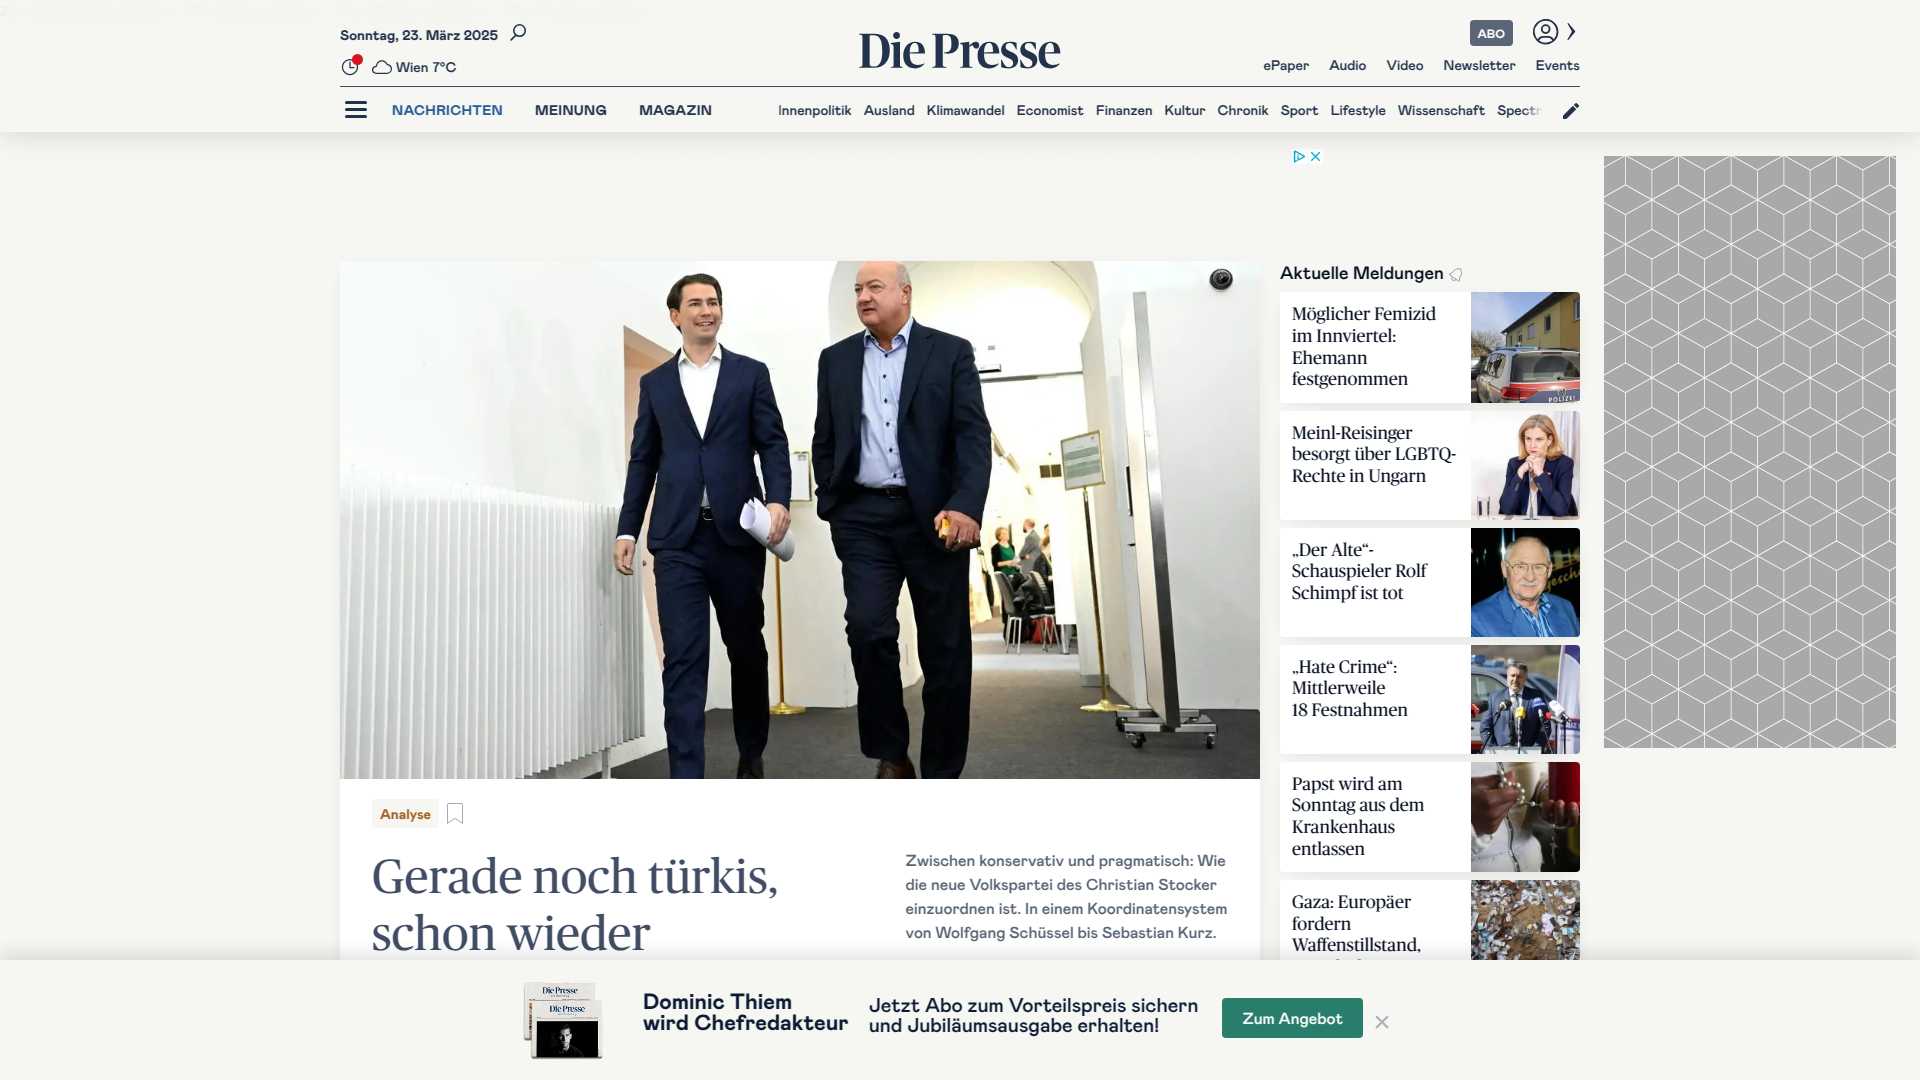 Sonntag, 23. März 2025
Wien 7°C
Die Presse
ABO
ePaper Audio Video Newsletter Events
NACHRICHTEN MEINUNG MAGAZIN
Innenpolitik Ausland Klimawandel Economist Finanzen Kultur Chronik Sport Lifestyle Wissenschaft
Analyse
Gerade noch türkis,
schon wieder
Zwischen konservativ und pragmatisch: Wie
die neue Volkspartei des Christian Stocker
einzuordnen ist. In einem Koordinatensystem
von Wolfgang Schüssel bis Sebastian Kurz.
Aktuelle Meldungen
Möglicher Femizid
im Innviertel:
Ehemann
festgenommen
POLIZEI
Meinl-Reisinger
besorgt über LGBTQ-
Rechte in Ungarn
„Der Alte“-
Schauspieler Rolf
Schimpf ist tot
„Hate Crime“:
Mittlerweile
18 Festnahmen
Papst wird am
Sonntag aus dem
Krankenhaus
entlassen
Gaza: Europäer
fordern
Waffenstillstand,
Die Presse
Die Presse
Dominic Thiem
wird Chefredakteur
Jetzt Abo zum Vorteilspreis sichern
und Jubiläumsausgabe erhalten!
Zum Angebot